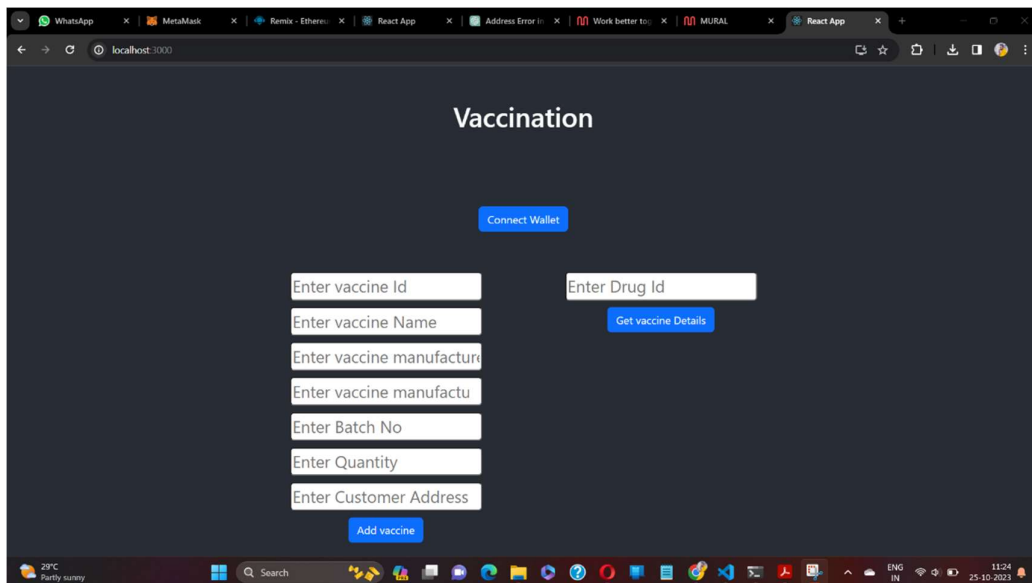 WhatsApp
MetaMask
Remix - Ethereu
React App
Address Error in
Work better tog
MURAL
React App
localhost:3000
Vaccination
Connect Wallet
Enter vaccine Id
Enter Drug Id
Enter vaccine Name
Get vaccine Details
Enter vaccine manufacture
Enter vaccine manufactu
Enter Batch No
Enter Quantity
Enter Customer Address
Add vaccine
29°C
Partly sunny
Search
ENG
IN
11:24
25-10-2023